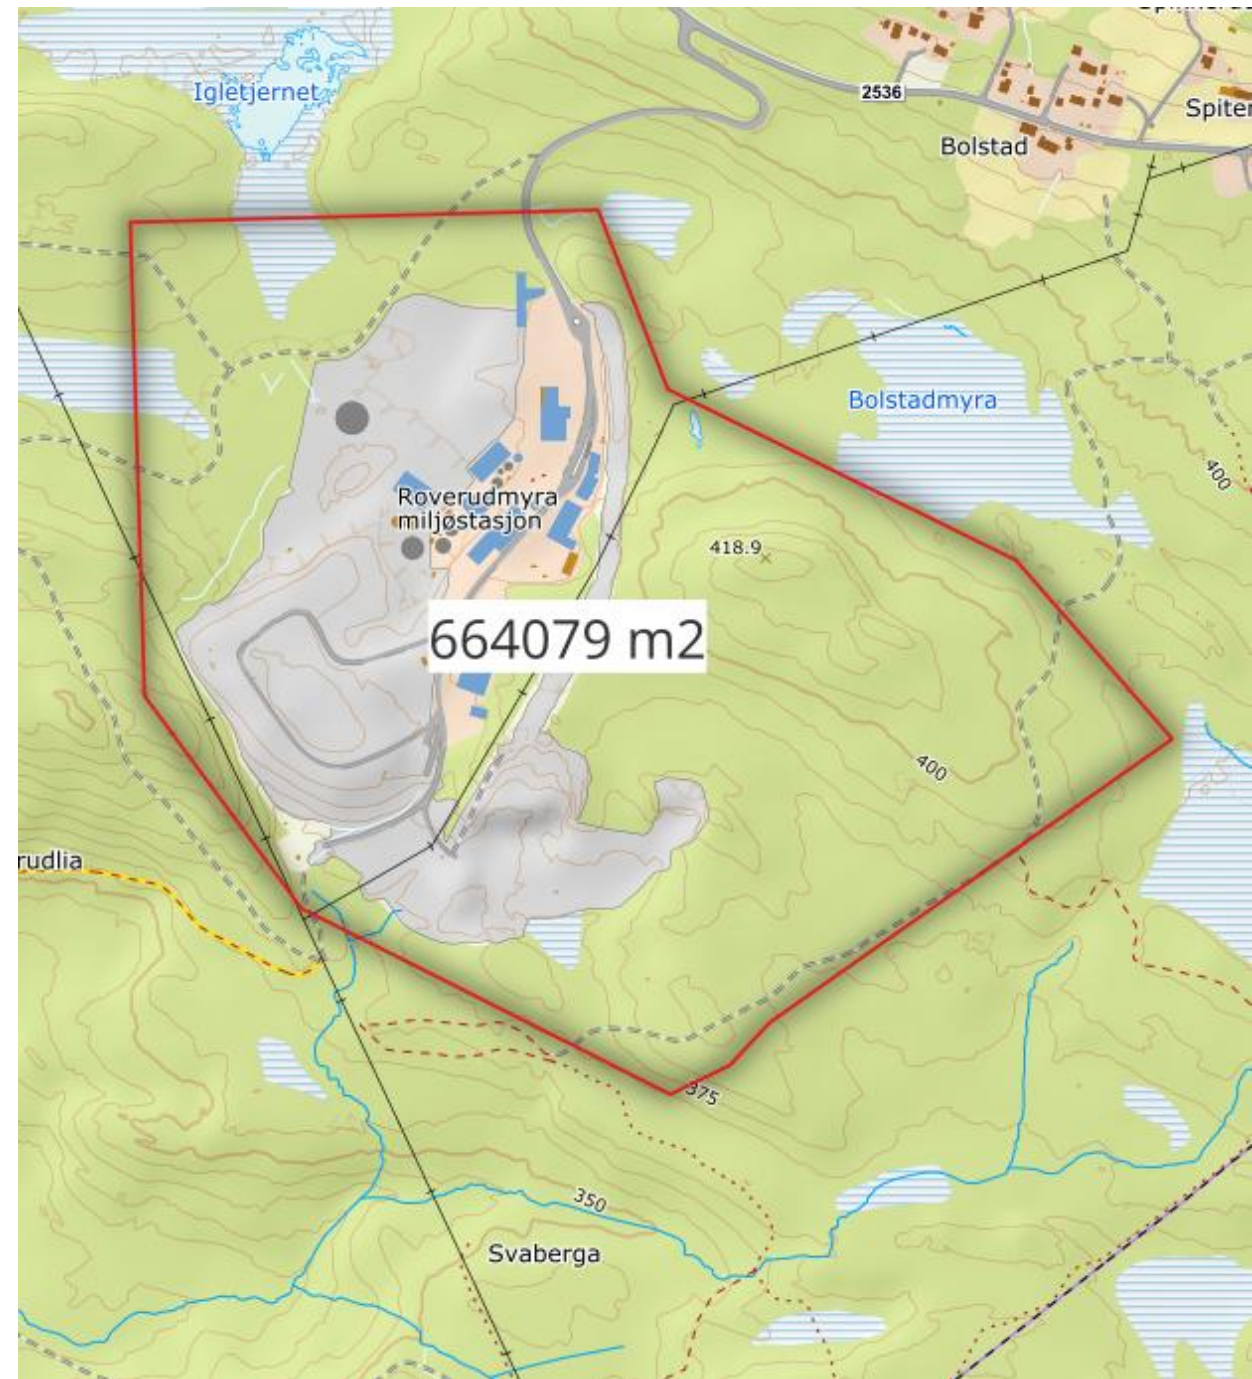 Igletjernet
2536
Spiter
Bolstad
Bolstadmyra
400
Roverudmyra
miljøstasjon
418.9
664079 m2
400
rudlia
375
350
Svaberga